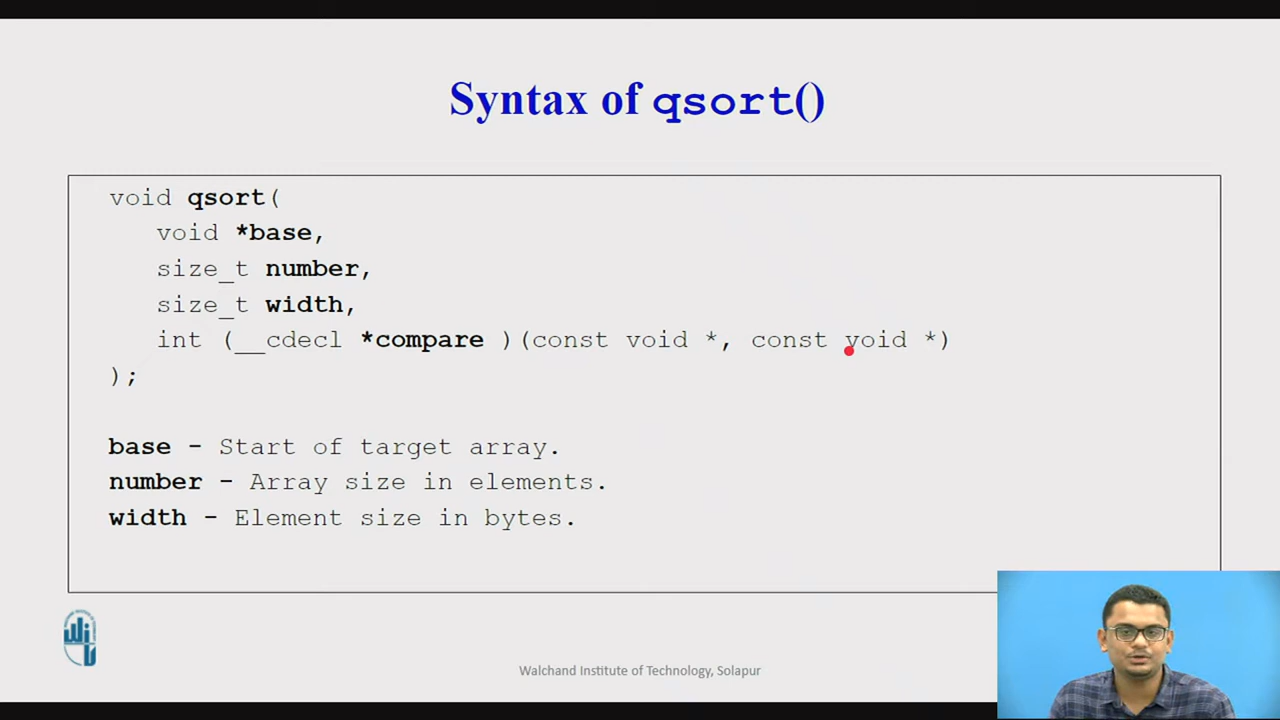 Syntax of qsort()
void qsort(
void *base,
size_t number,
size_t width,
int (__cdecl *compare )(const void *, const void *)
);
base - Start of target array.
number - Array size in elements.
width - Element size in bytes.
Walchand Institute of Technology, Solapur